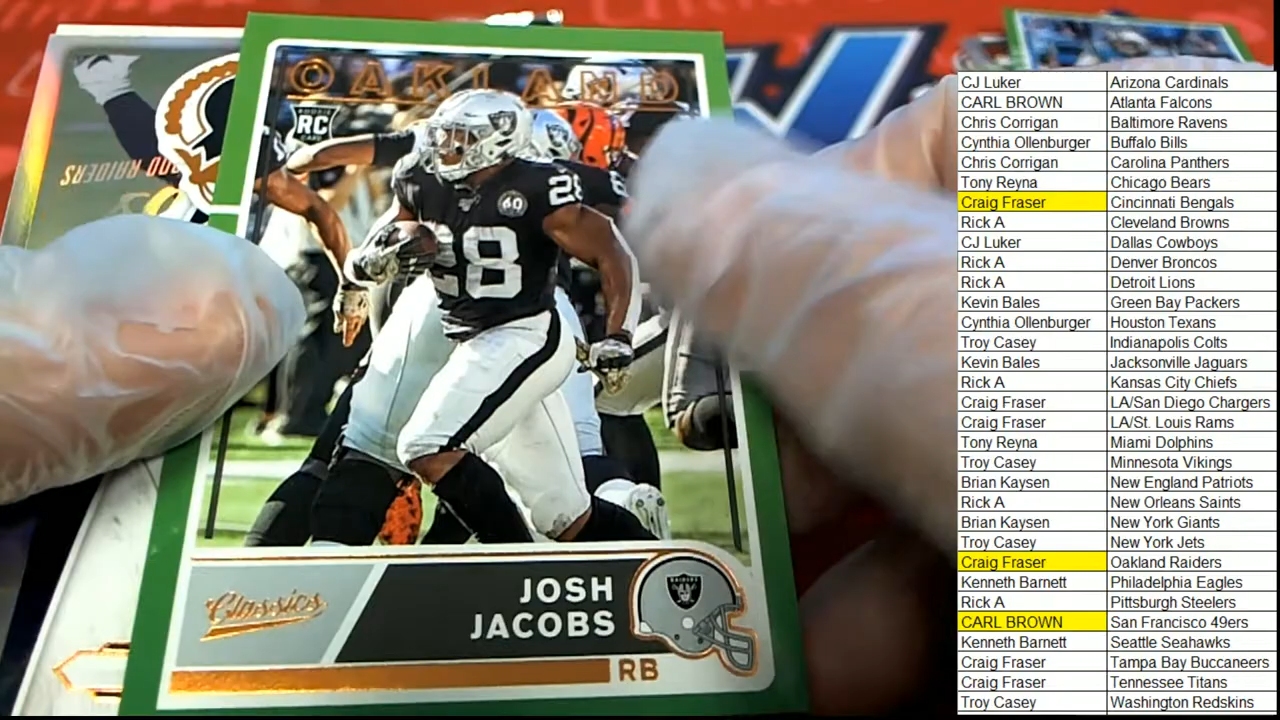 OAKLAND
ROOKIE
RC
CARD
OOD RAIDERS
60
28
28
Classics
JOSH
JACOBS
RAIDERS
RB
CJ Luker Arizona Cardinals
CARL BROWN Atlanta Falcons
Chris Corrigan Baltimore Ravens
Cynthia Ollenburger Buffalo Bills
Chris Corrigan Carolina Panthers
Tony Reyna Chicago Bears
Craig Fraser Cincinnati Bengals
Rick A Cleveland Browns
CJ Luker Dallas Cowboys
Rick A Denver Broncos
Rick A Detroit Lions
Kevin Bales Green Bay Packers
Cynthia Ollenburger Houston Texans
Troy Casey Indianapolis Colts
Kevin Bales Jacksonville Jaguars
Rick A Kansas City Chiefs
Craig Fraser LA/San Diego Chargers
Craig Fraser LA/St. Louis Rams
Tony Reyna Miami Dolphins
Troy Casey Minnesota Vikings
Brian Kaysen New England Patriots
Rick A New Orleans Saints
Brian Kaysen New York Giants
Troy Casey New York Jets
Craig Fraser Oakland Raiders
Kenneth Barnett Philadelphia Eagles
Rick A Pittsburgh Steelers
CARL BROWN San Francisco 49ers
Kenneth Barnett Seattle Seahawks
Craig Fraser Tampa Bay Buccaneers
Craig Fraser Tennessee Titans
Troy Casey Washington Redskins